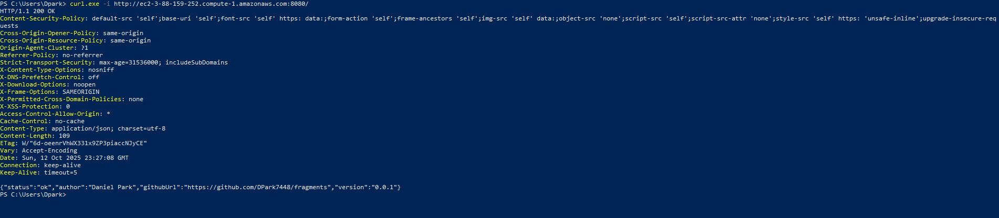 PS C:\Users\Dpark> curl.exe -i http://ec2-3-88-159-252.compute-1.amazonaws.com:8080/
HTTP/1.1 200 OK
Content-Security-Policy: default-src 'self';base-uri 'self';font-src 'self' https: data:;form-action 'self';frame-ancestors 'self';img-src 'self' data:;object-src 'none';script-src 'self';script-src-attr 'none';style-src 'self' https: 'unsafe-inline';upgrade-insecure-req
uests
Cross-Origin-Opener-Policy: same-origin
Cross-Origin-Resource-Policy: same-origin
Origin-Agent-Cluster: ?1
Referrer-Policy: no-referrer
Strict-Transport-Security: max-age=31536000; includeSubDomains
X-Content-Type-Options: nosniff
X-DNS-Prefetch-Control: off
X-Download-Options: noopen
X-Frame-Options: SAMEORIGIN
X-Permitted-Cross-Domain-Policies: none
X-XSS-Protection: 0
Access-Control-Allow-Origin: *
Cache-Control: no-cache
Content-Type: application/json; charset=utf-8
Content-Length: 109
ETag: W/"6d-oeenrVhWX331x9ZP3piaccNJyCE"
Vary: Accept-Encoding
Date: Sun, 12 Oct 2025 23:27:08 GMT
Connection: keep-alive
Keep-Alive: timeout=5
{"status":"ok","author":"Daniel Park","githubUrl":"https://github.com/DPark7448/fragments","version":"0.0.1"}
PS C:\Users\Dpark>